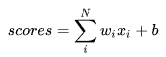 scores = \sum_{i}^{N} w_i x_i + b